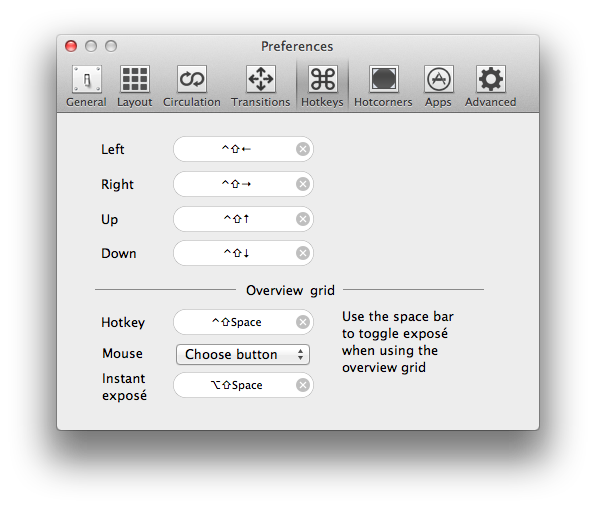 Preferences
General Layout Circulation Transitions Hotkeys Hotcorners Apps Advanced
Left ^⇧←
Right ^⇧→
Up ^⇧↑
Down ^⇧↓
Overview grid
Hotkey ^⇧Space
Mouse Choose button
Instant
exposé ⌥⇧Space
Use the space bar
to toggle exposé
when using the
overview grid